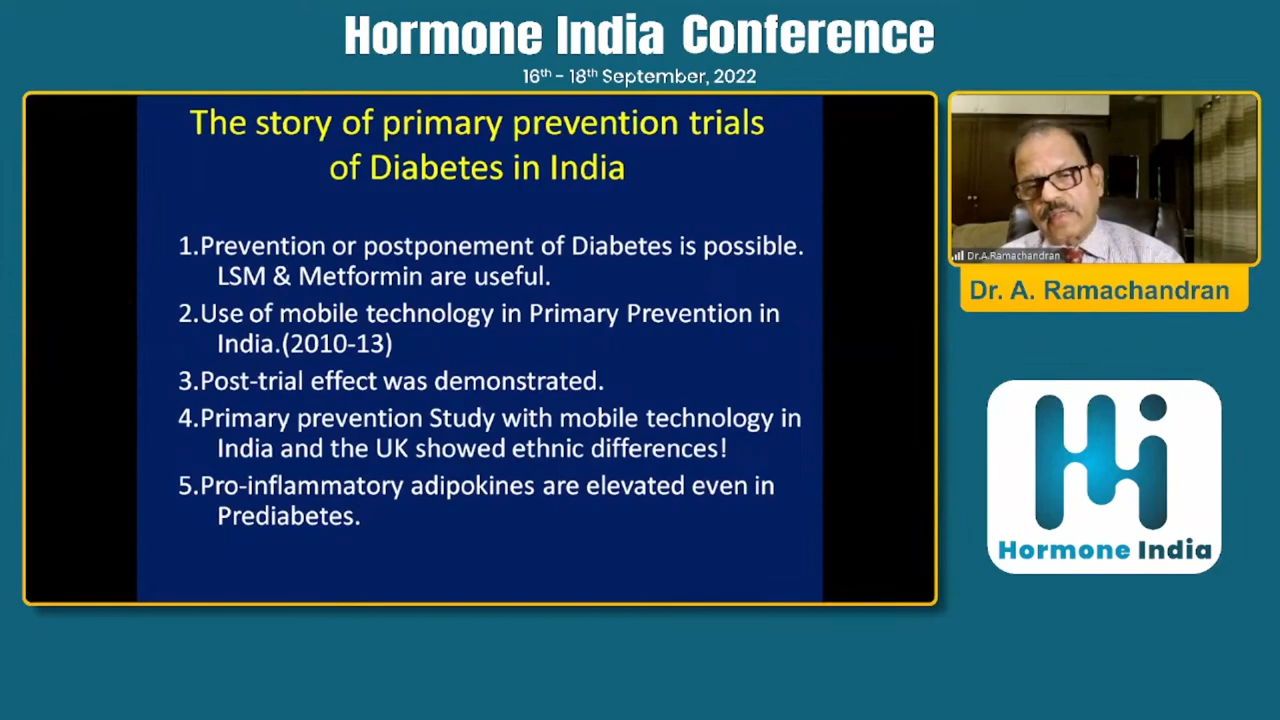 Hormone India Conference
16th - 18th September, 2022
The story of primary prevention trials
of Diabetes in India
1.Prevention or postponement of Diabetes is possible.
LSM & Metformin are useful.
2.Use of mobile technology in Primary Prevention in
India.(2010-13)
3.Post-trial effect was demonstrated.
4.Primary prevention Study with mobile technology in
India and the UK showed ethnic differences!
5.Pro-inflammatory adipokines are elevated even in
Prediabetes.
Dr.A.Ramachandran
Dr. A. Ramachandran
Hi
Hormone India